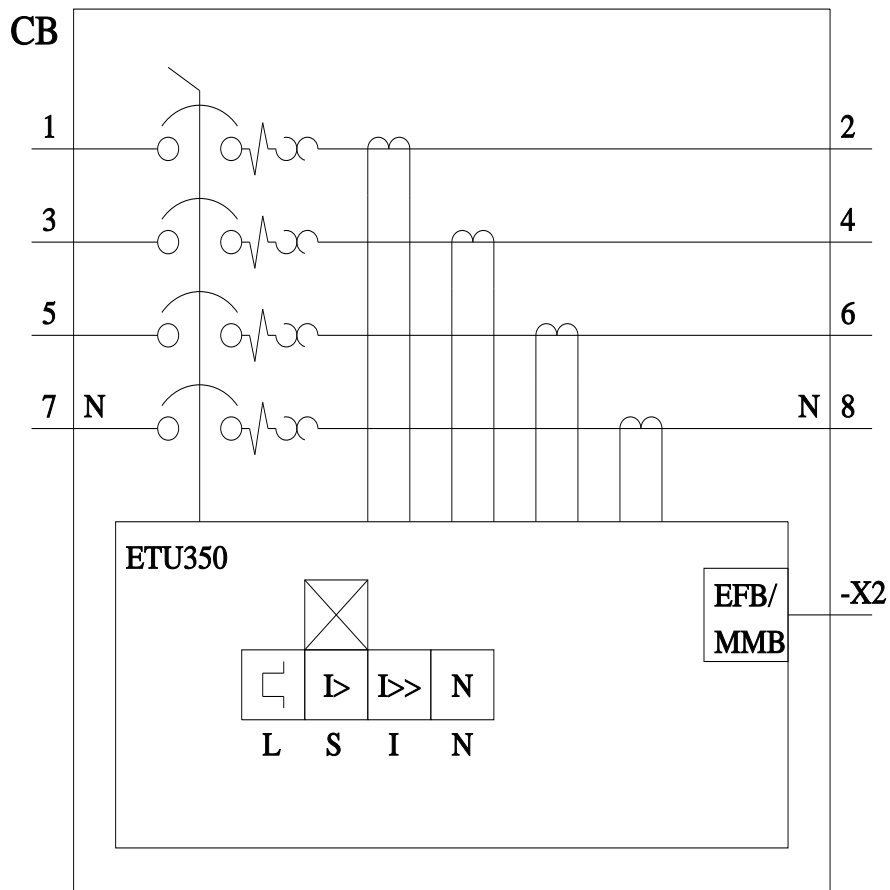 CB
1 2
3 4
5 6
7 N N 8
ETU350
EFB/ -X2
MMB
I> I>> N
L S I N